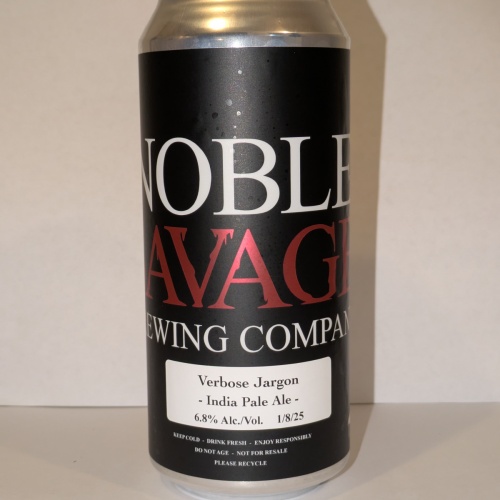 NOBLE
AVAGE
EWING COMPAN
Verbose Jargon
- India Pale Ale -
6.8% Alc./Vol. 1/8/25
KEEP COLD - DRINK FRESH - ENJOY RESPONSIBLY
DO NOT AGE - NOT FOR RESALE
PLEASE RECYCLE